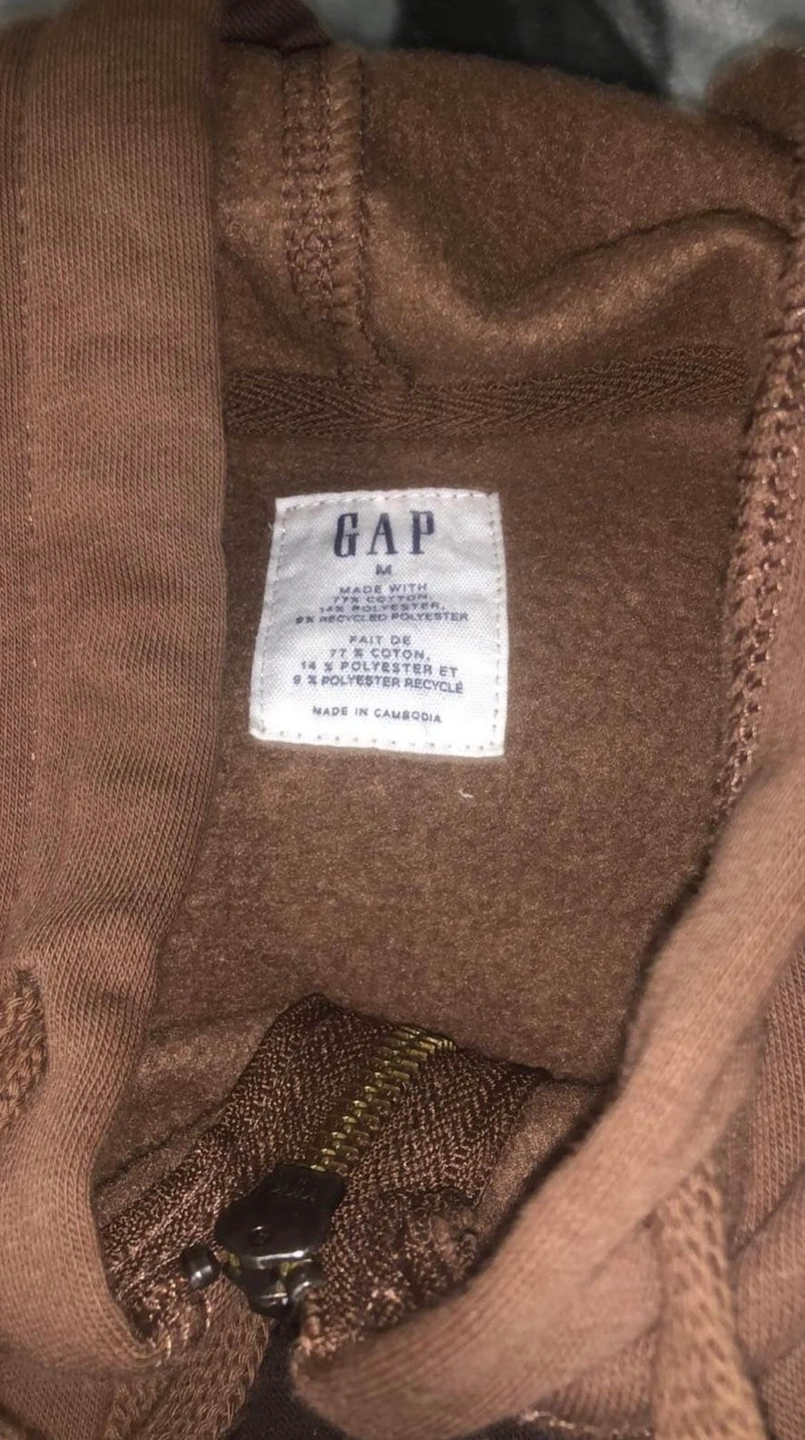 GAP
M
MADE WITH
77% COTTON,
14% POLYESTER,
9% RECYCLED POLYESTER
FAIT DE
77 % COTON,
14 % POLYESTER ET
9 % POLYESTER RECYCLÉ
MADE IN CAMBODIA